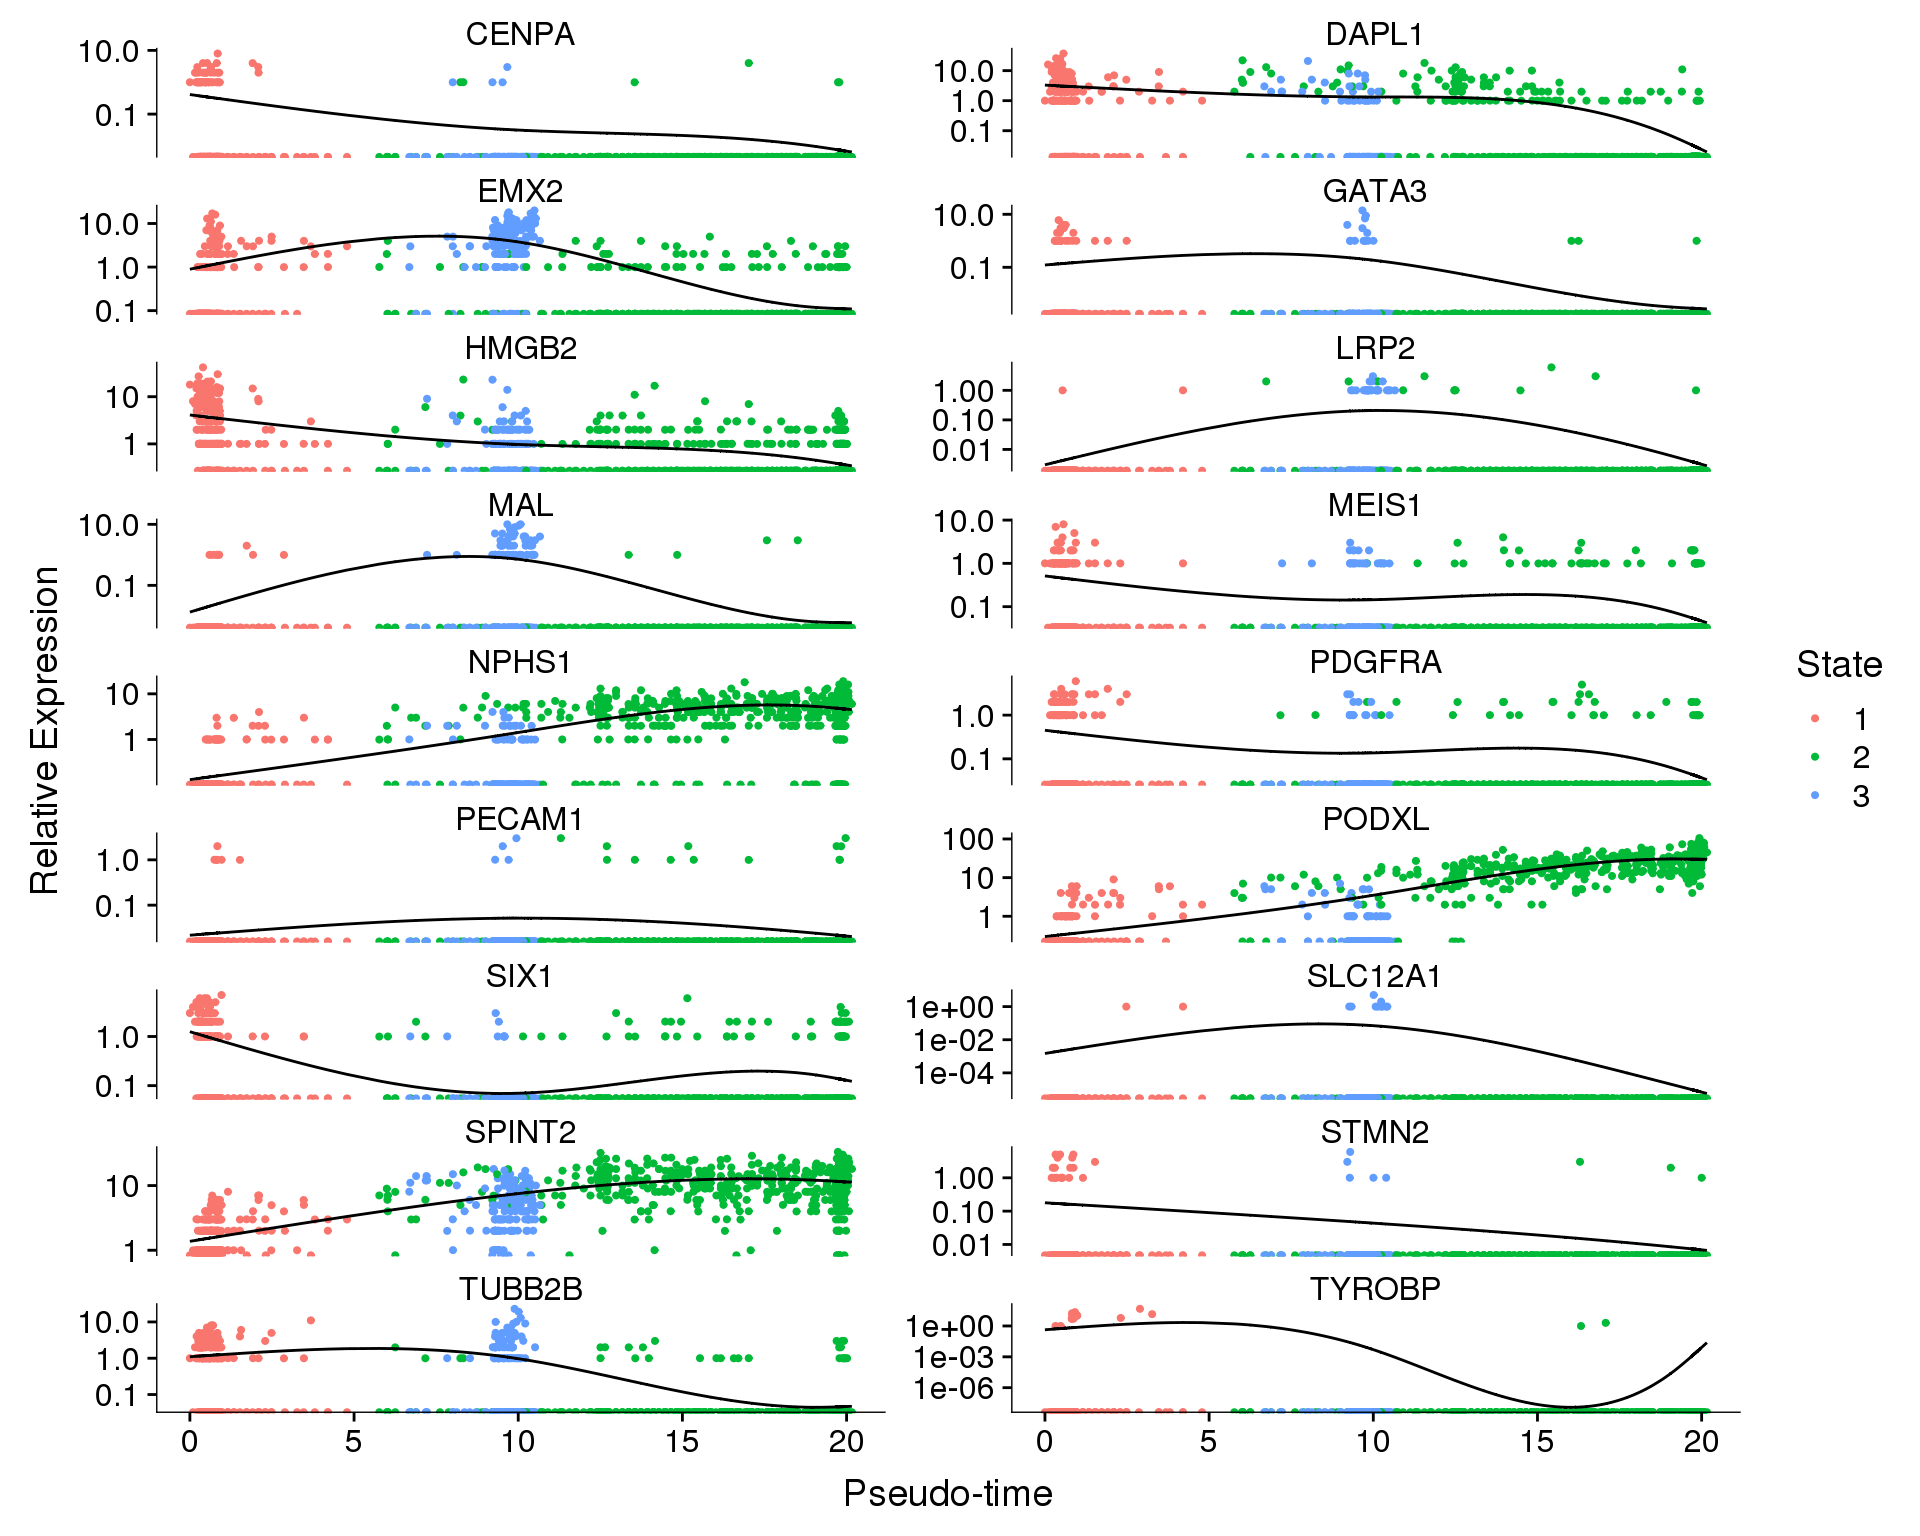 CENPA
10.0
0.1
DAPL1
10.0
1.0
0.1
EMX2
10.0
1.0
0.1
GATA3
10.0
0.1
HMGB2
10
1
LRP2
1.00
0.10
0.01
MAL
10.0
0.1
MEIS1
10.0
1.0
0.1
NPHS1
10
1
PDGFRA
1.0
0.1
PECAM1
1.0
0.1
PODXL
100
10
1
SIX1
1.0
0.1
SLC12A1
1e+00
1e-02
1e-04
SPINT2
10
1
STMN2
1.00
0.10
0.01
TUBB2B
10.0
1.0
0.1
TYROBP
1e+00
1e-03
1e-06
0 5 10 15 20
0 5 10 15 20
Pseudo-time
Relative Expression
State
1
2
3